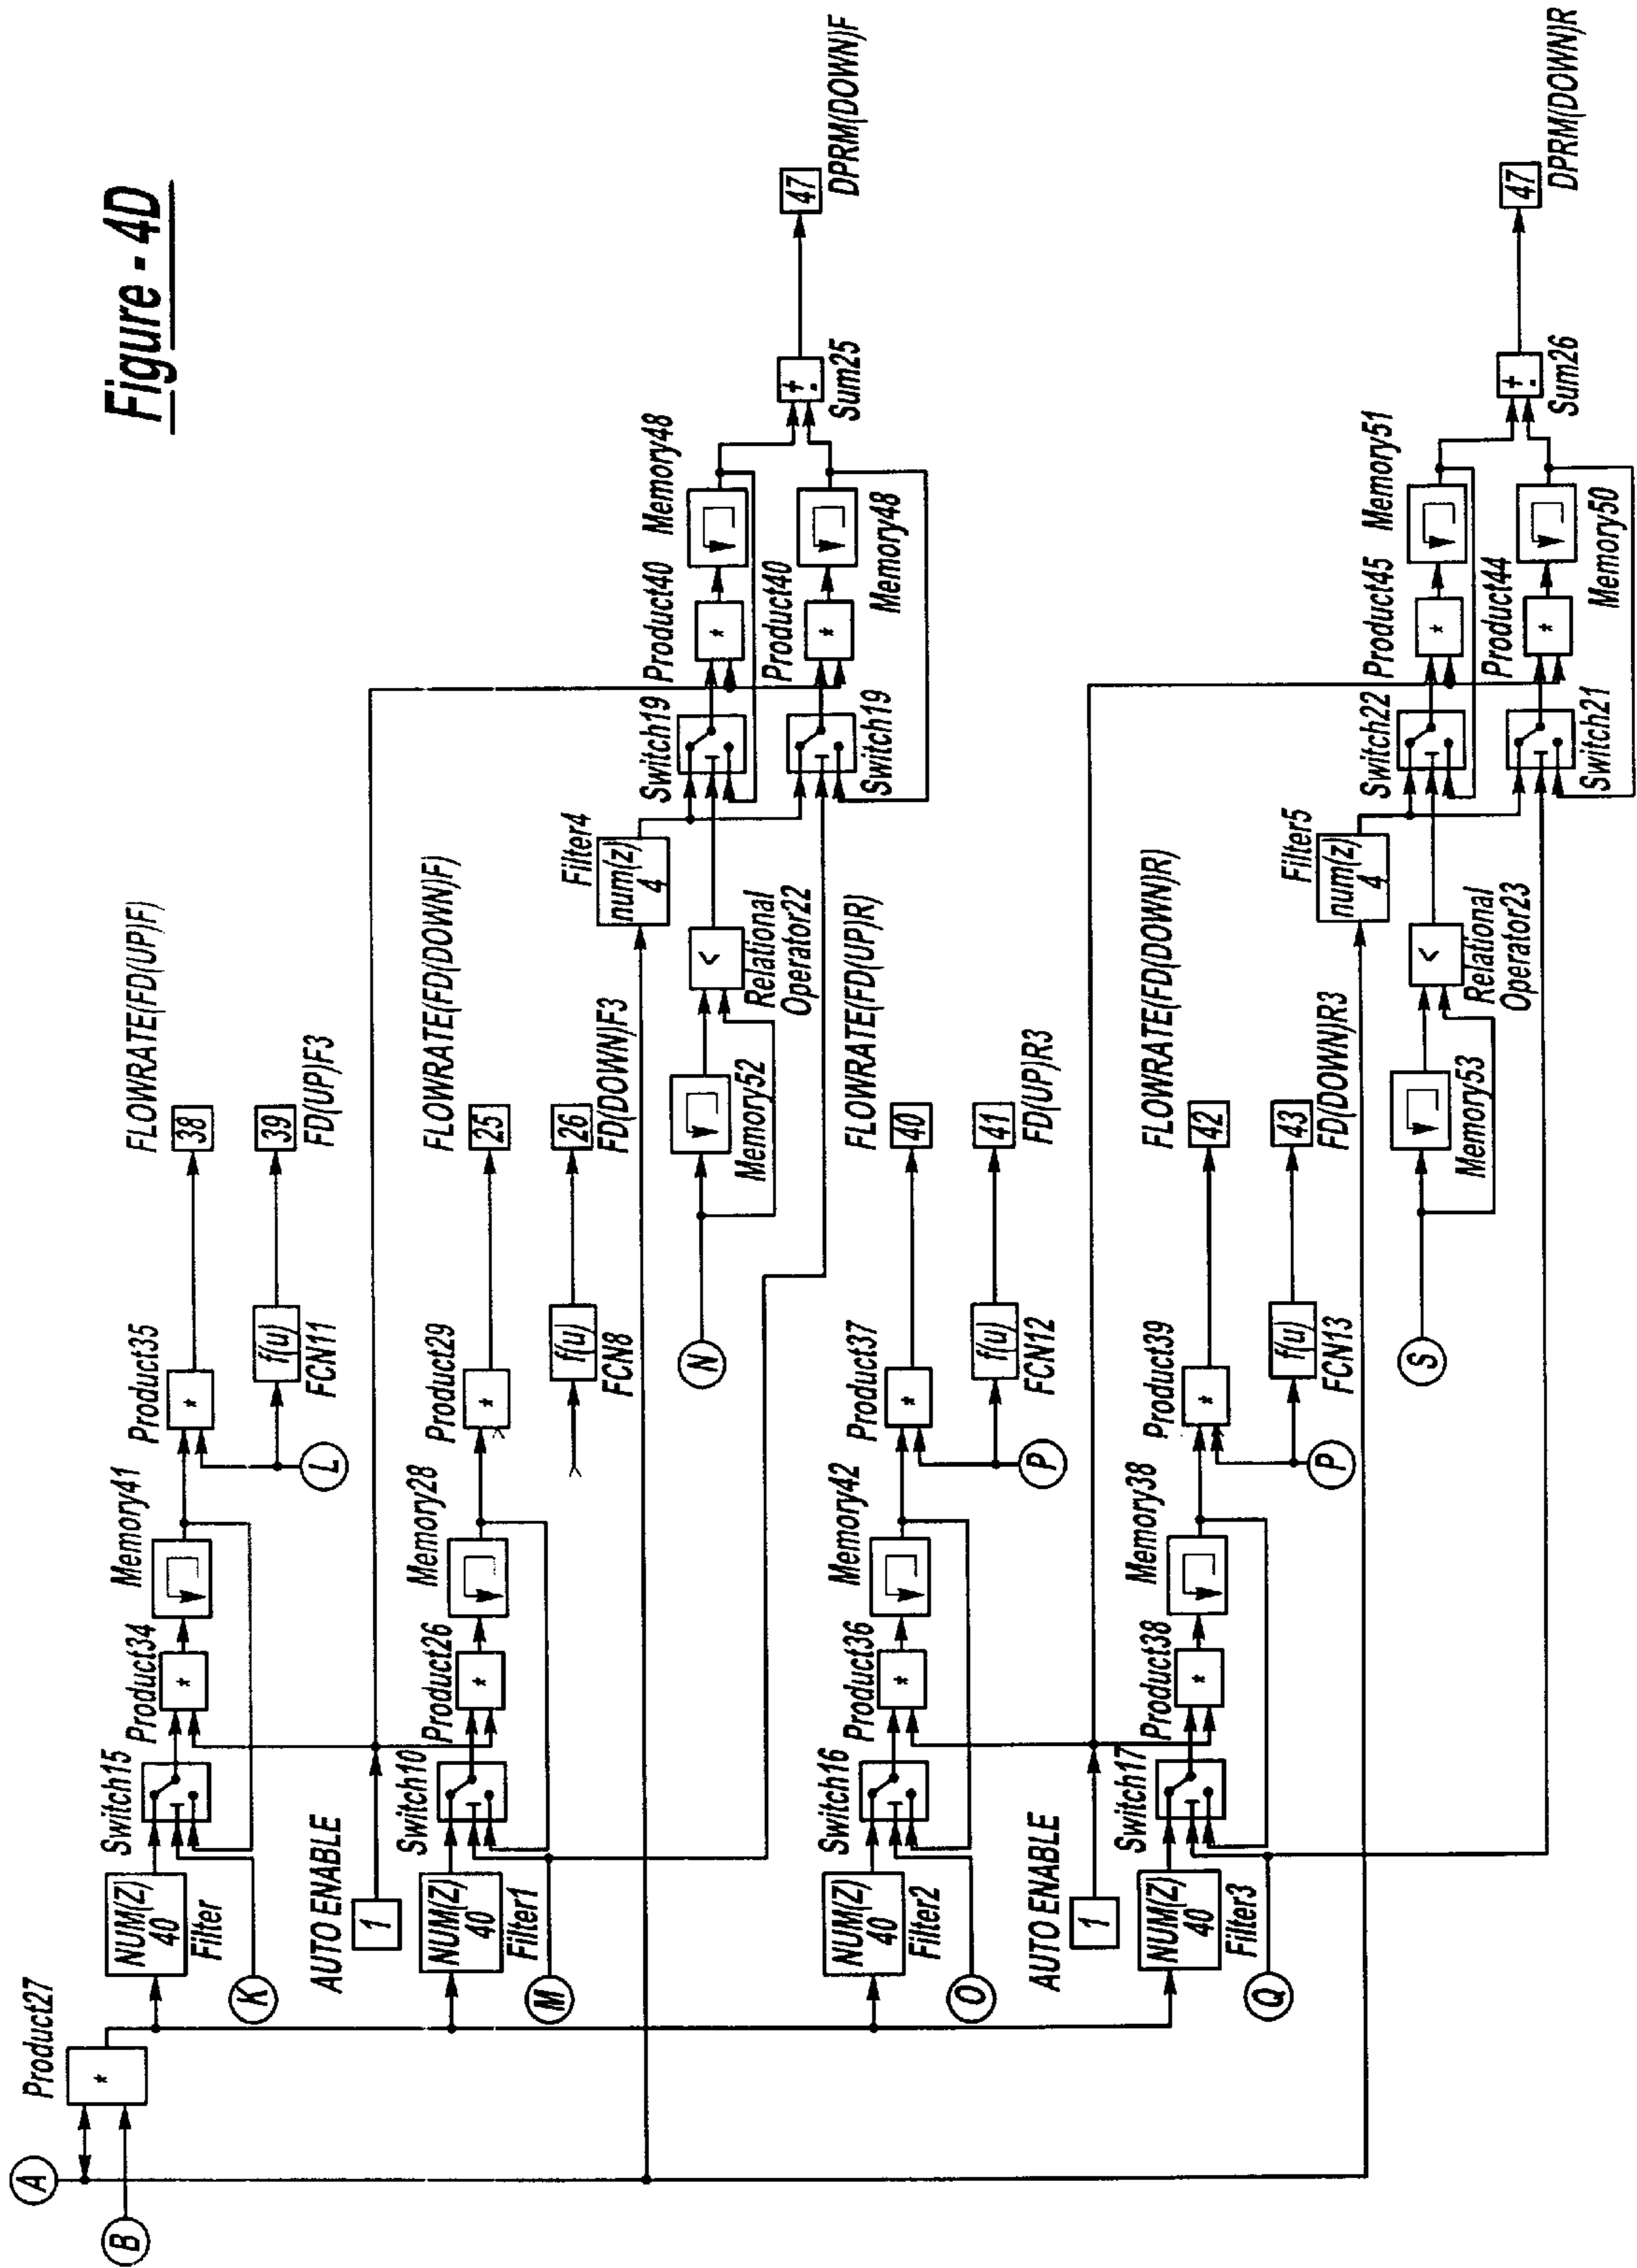 Figure - 4D
A
B
Product27
*
NUM(Z)
40
Filter
K
Switch15
Product34
*
Memory41
Product35
*
L
f(u)
FCN11
38
FLOWRATE(FD(UP)F)
39
FD(UP)F3
AUTO ENABLE
1
NUM(Z)
40
Filter1
M
Switch10
Product26
*
Memory28
Product29
*
f(u)
FCN8
25
FLOWRATE(FD(DOWN)F)
26
FD(DOWN)F3
N
Memory52
<
Relational
Operator22
Filter4
num(z)
4
Switch19
Product40
*
Memory48
Switch19
Product40
*
Memory48
+
-
Sum25
47
DPRM(DOWN)F
NUM(Z)
40
Filter2
O
Switch16
Product36
*
Memory42
Product37
*
P
f(u)
FCN12
40
FLOWRATE(FD(UP)R)
41
FD(UP)R3
AUTO ENABLE
1
NUM(Z)
40
Filter3
Q
Switch17
Product38
*
Memory38
Product39
*
P
f(u)
FCN13
42
FLOWRATE(FD(DOWN)R)
43
FD(DOWN)R3
S
Memory53
<
Relational
Operator23
Filter5
num(z)
4
Switch22
Product45
*
Memory51
Switch21
Product44
*
Memory50
+
-
Sum26
47
DPRM(DOWN)R